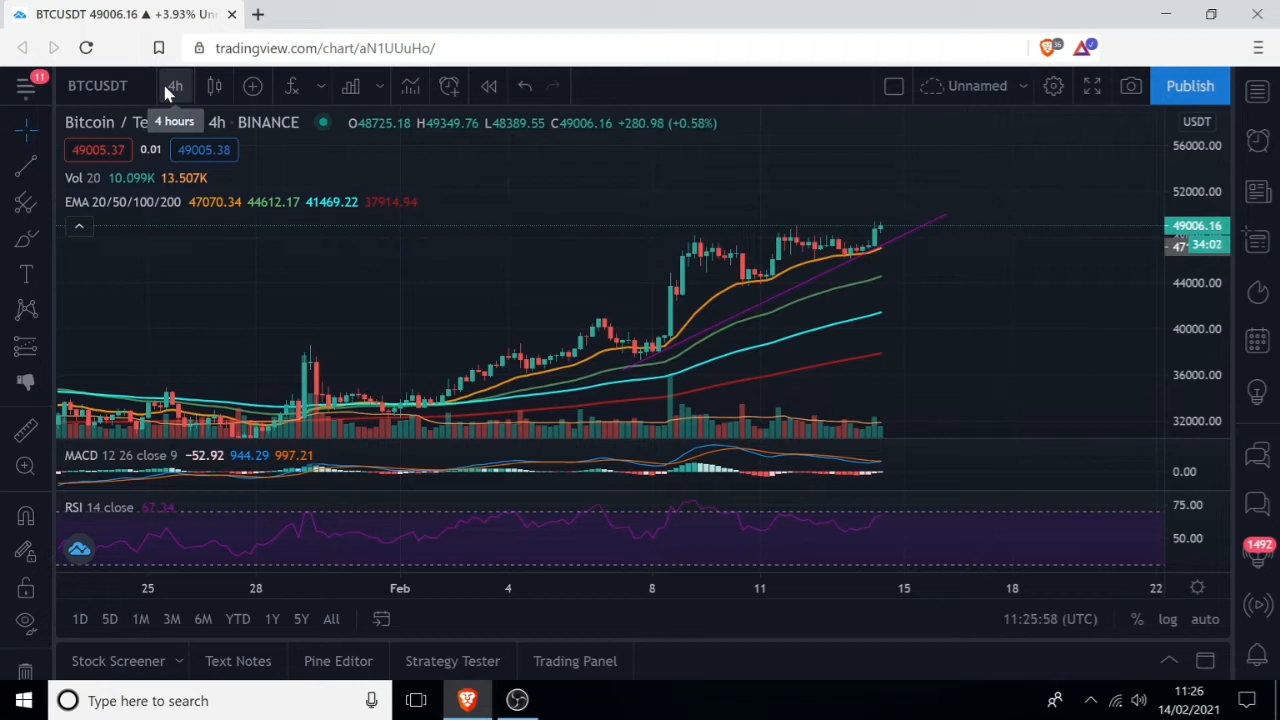 BTCUSDT 49006.16 ▲ +3.93% Un
tradingview.com/chart/aN1UUuHo/
36
11
BTCUSDT 4h Unnamed Publish
4 hours
Bitcoin / Te 4h · BINANCE O48725.18 H49349.76 L48389.55 C49006.16 +280.98 (+0.58%)
USDT
49005.37 0.01 49005.38
Vol 20 10.099K 13.507K
EMA 20/50/100/200 47070.34 44612.17 41469.22 37914.94
56000.00
52000.00
49006.16
47 34:02
44000.00
40000.00
36000.00
32000.00
MACD 12 26 close 9 −52.92 944.29 997.21
0.00
RSI 14 close 67.34
75.00
50.00
1492
25 28 Feb 4 8 11 15 18 22
1D 5D 1M 3M 6M YTD 1Y 5Y All 11:25:58 (UTC) % log auto
Stock Screener Text Notes Pine Editor Strategy Tester Trading Panel
Type here to search
11:26
14/02/2021